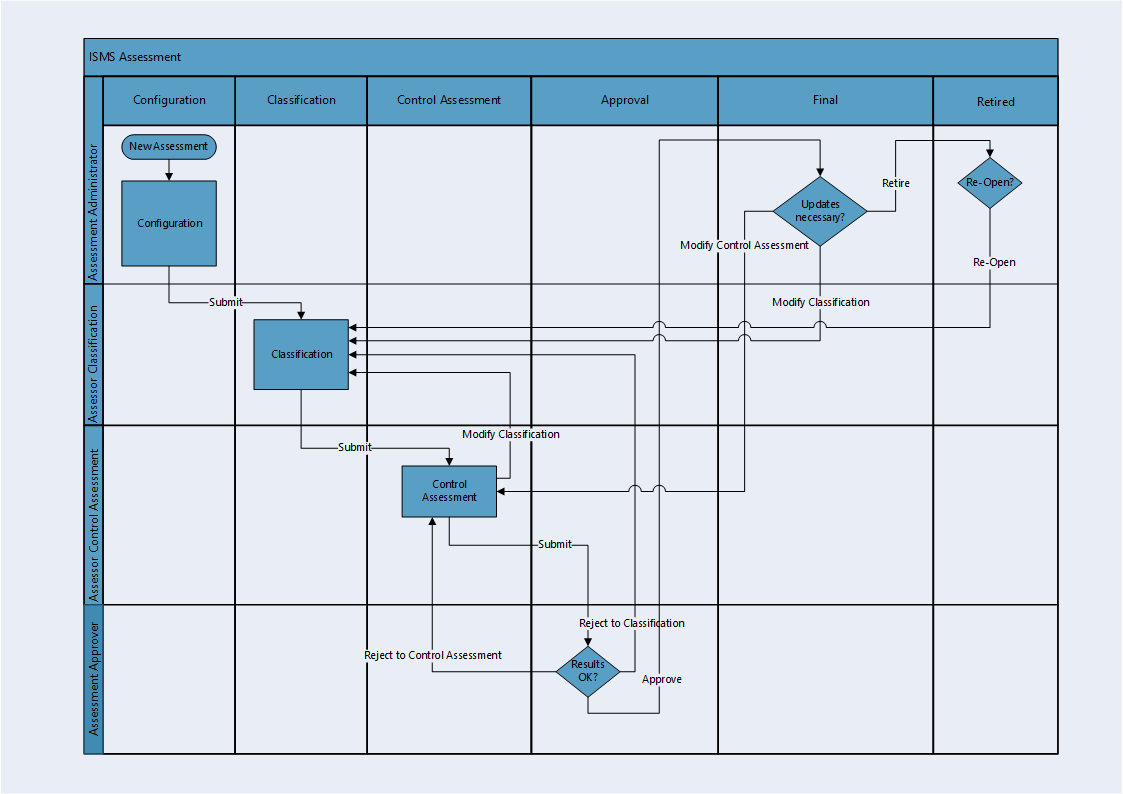 ISMS Assessment
Configuration
Classification
Control Assessment
Approval
Final
Retired
Assessment Administrator
New Assessment
Configuration
Updates
necessary?
Retire
Re-Open?
Modify Control Assessment
Re-Open
Submit
Modify Classification
Assessor Classification
Classification
Modify Classification
Submit
Assessor Control Assessment
Control
Assessment
Submit
Assessment Approver
Reject to Classification
Reject to Control Assessment
Results
OK?
Approve